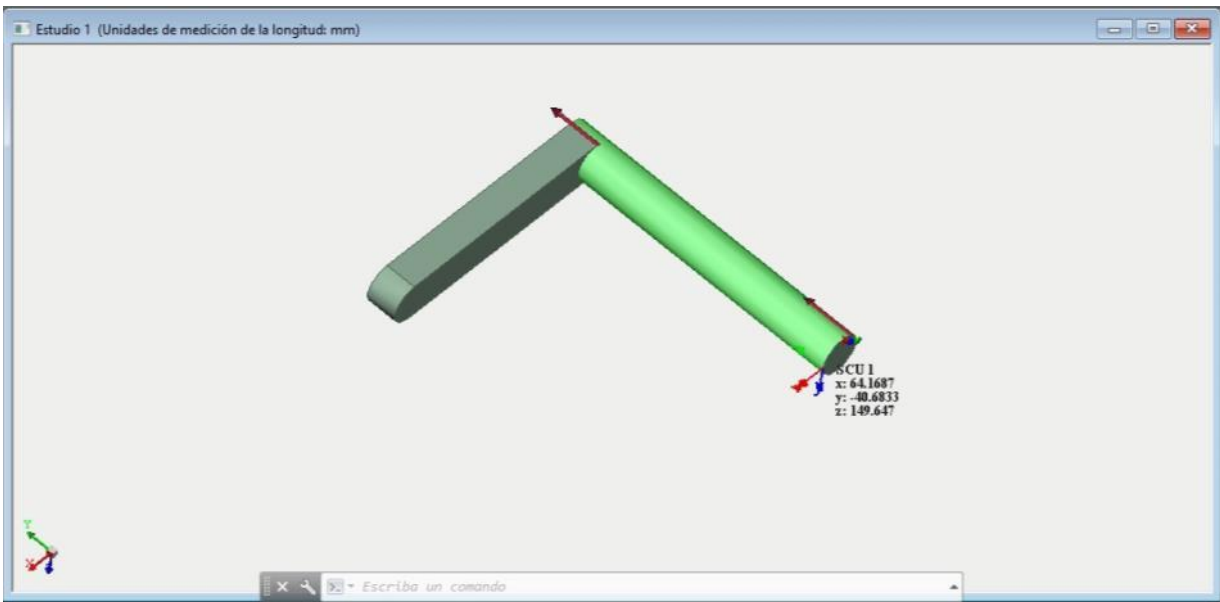 Estudio 1 (Unidades de medición de la longitud: mm)
SCU 1
x: 64.1687
y: -40.6833
z: 149.647
Y
X
Escriba un comando